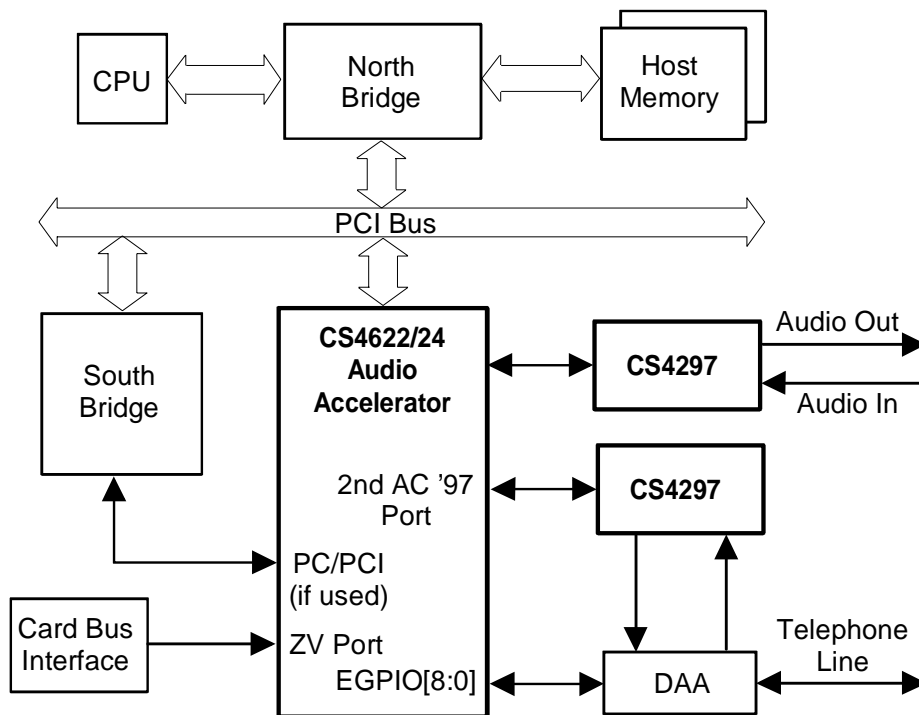 CPU
North
Bridge
Host
Memory
PCI Bus
South
Bridge
CS4622/24
Audio
Accelerator
2nd AC '97
Port
PC/PCI
(if used)
ZV Port
EGPIO[8:0]
CS4297
Audio Out
Audio In
CS4297
Card Bus
Interface
DAA
Telephone
Line